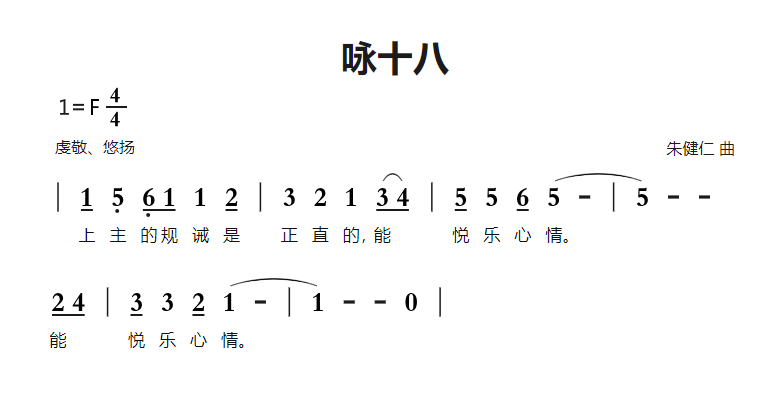 咏十八
1=F 4/4
虔敬、悠扬
朱健仁 曲
| 1 5 6 1 1 2 | 3 2 1 3 4 | 5 5 6 5 - | 5 - -
上 主 的 规 诫 是 正 直 的, 能 悦 乐 心 情。
2 4 | 3 3 2 1 - | 1 - - 0 |
能 悦 乐 心 情。